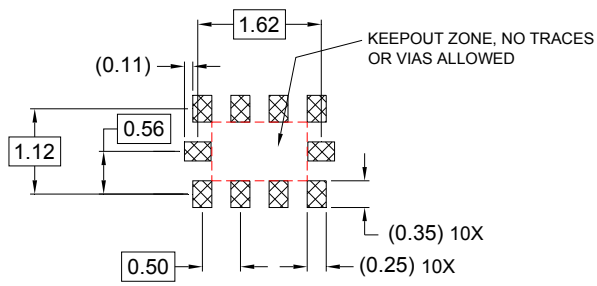 1.62
KEEPOUT ZONE, NO TRACES
OR VIAS ALLOWED
(0.11)
0.56
1.12
(0.35) 10X
0.50
(0.25) 10X